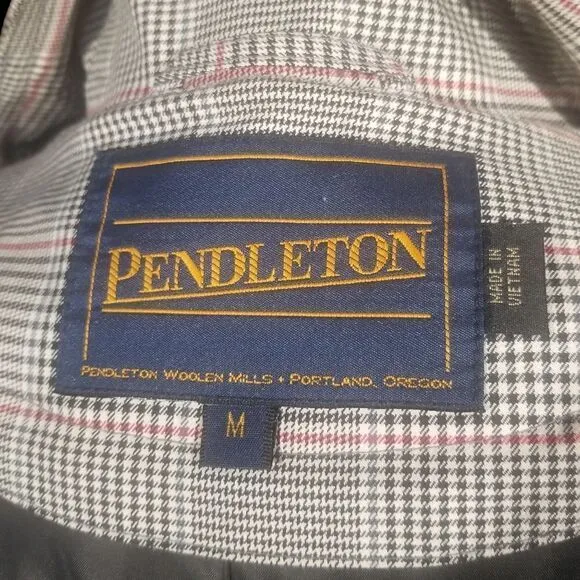 PENDLETON
MADE IN
VIETNAM
PENDLETON WOOLEN MILLS • PORTLAND, OREGON
M